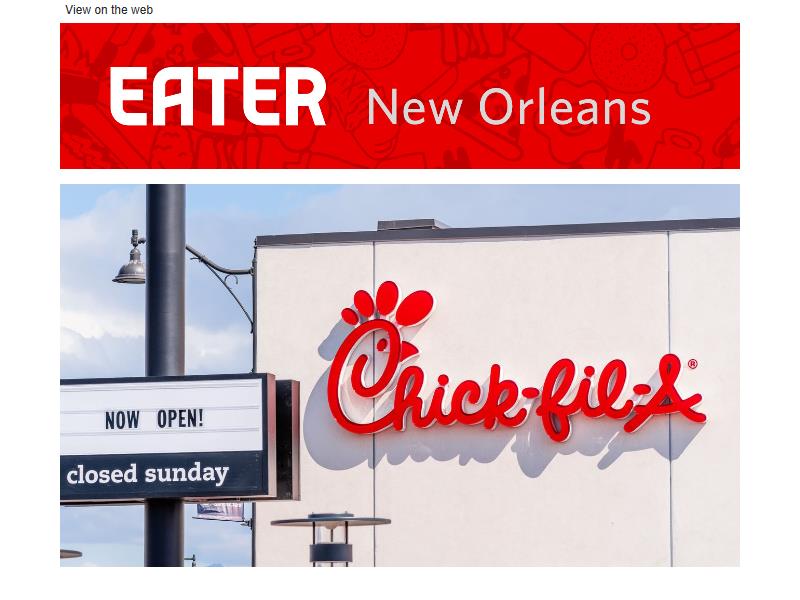 View on the web
EATER New Orleans
Chick-fil-A®
NOW OPEN!
closed sunday